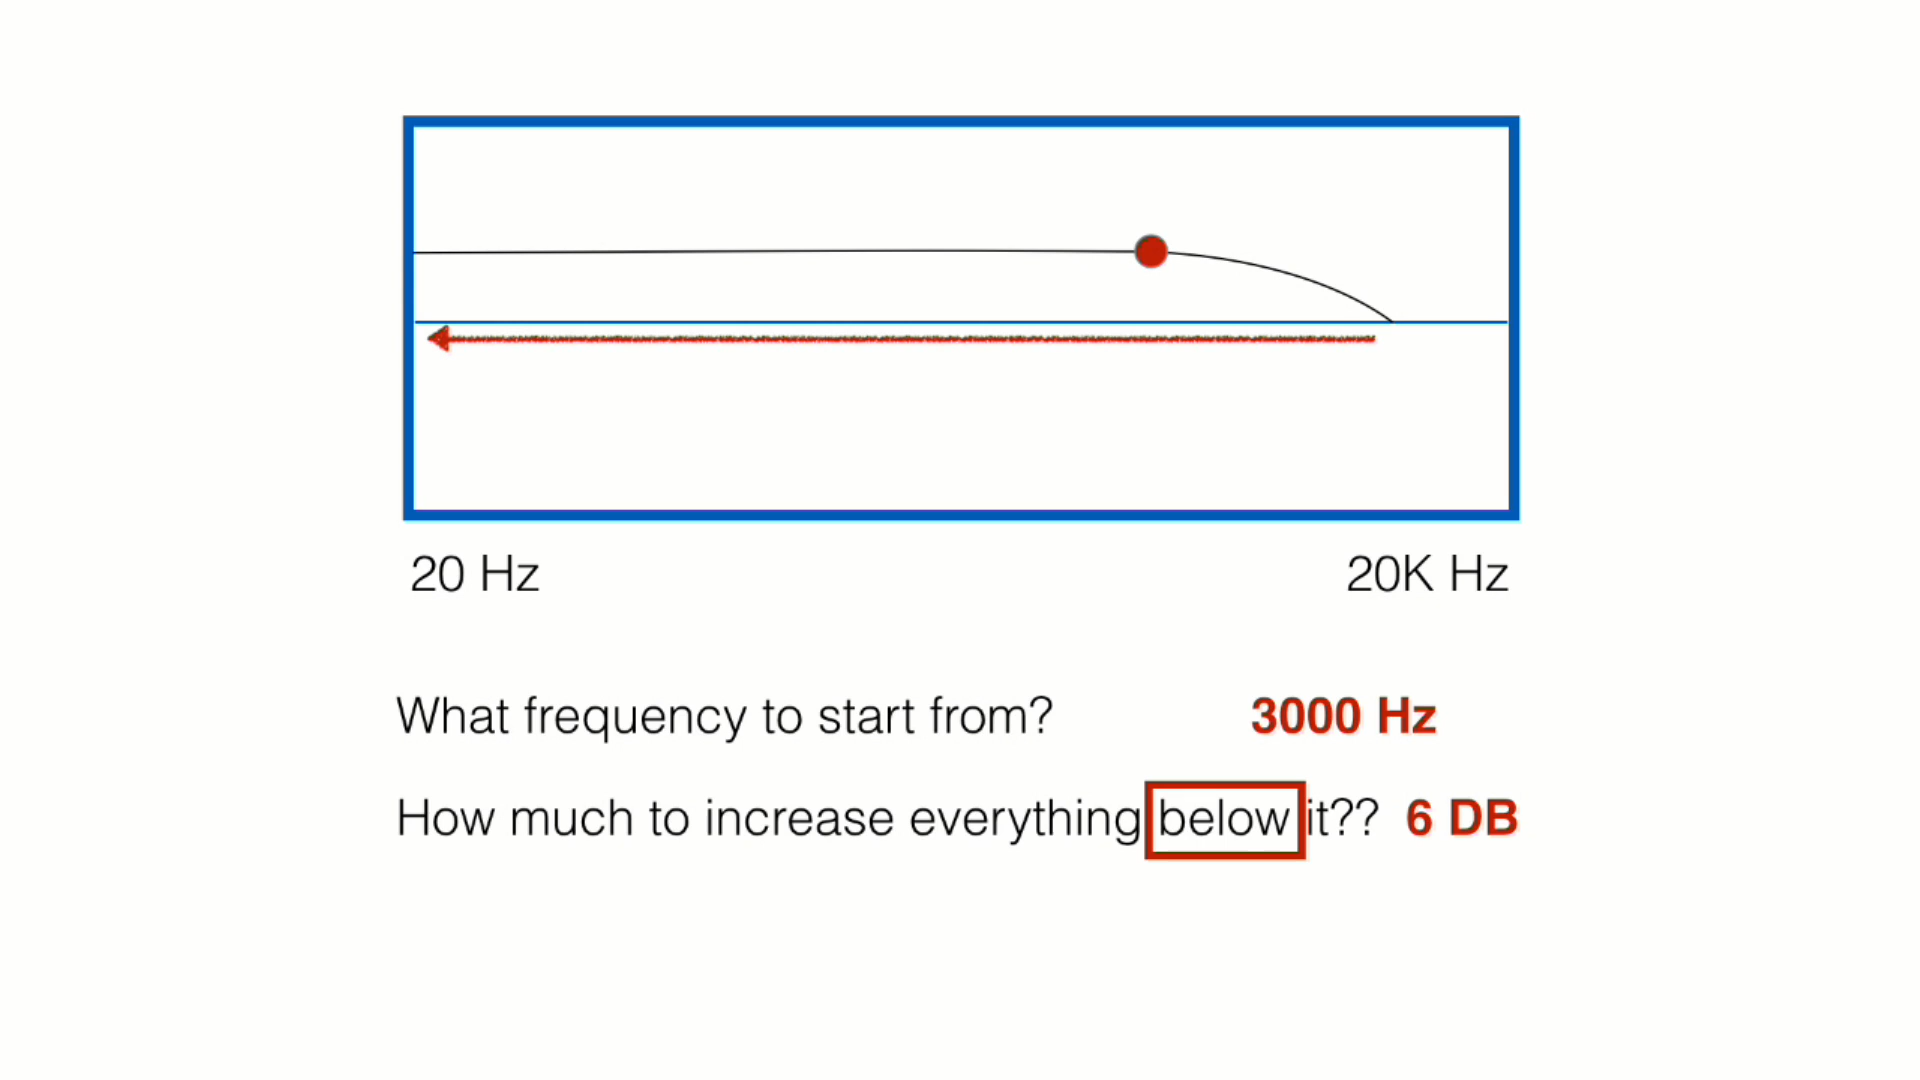 20 Hz 20K Hz
What frequency to start from? 3000 Hz
How much to increase everything below it?? 6 DB